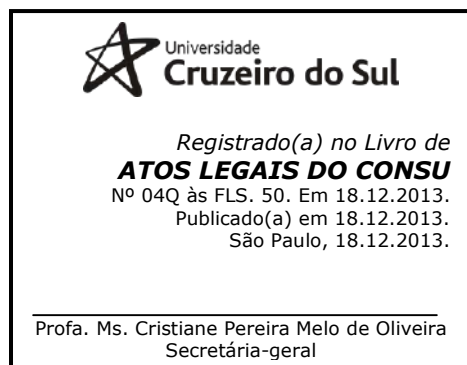 Universidade
Cruzeiro do Sul
Registrado(a) no Livro de
ATOS LEGAIS DO CONSU
Nº 04Q às FLS. 50. Em 18.12.2013.
Publicado(a) em 18.12.2013.
São Paulo, 18.12.2013.
Profa. Ms. Cristiane Pereira Melo de Oliveira
Secretária-geral